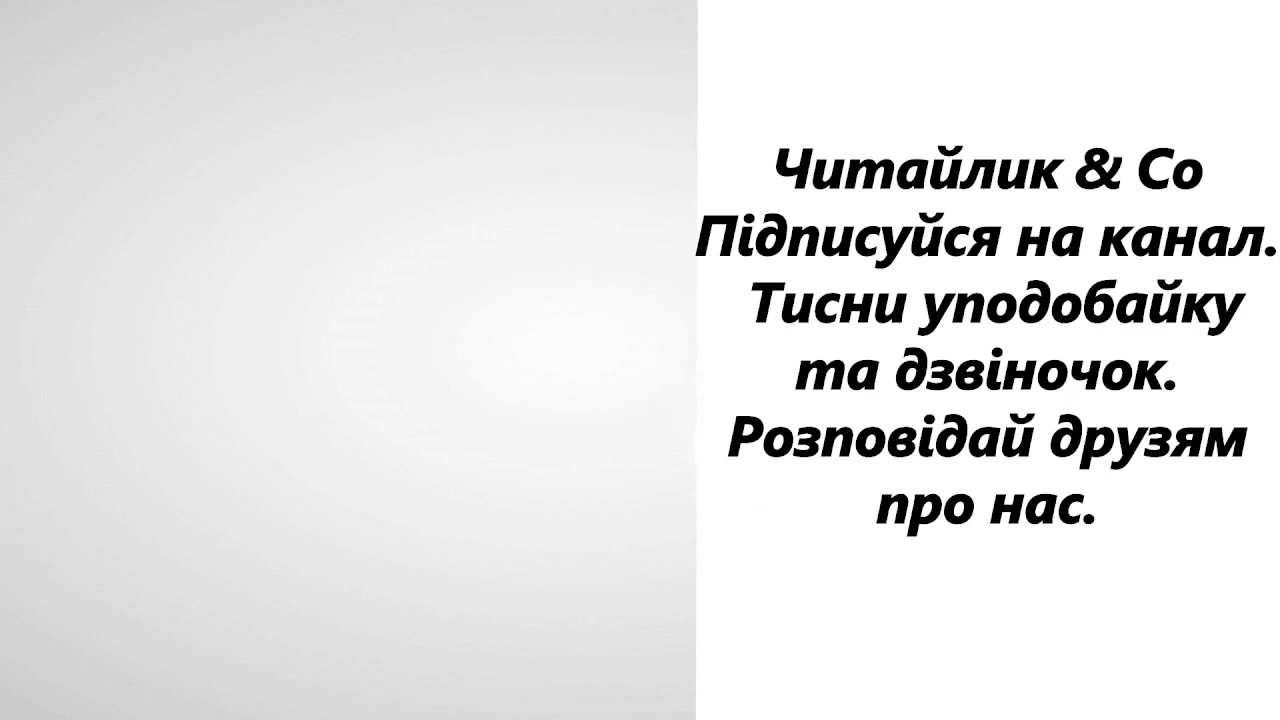 Читайлик & Co
Підписуйся на канал.
Тисни уподобайку
та дзвіночок.
Розповідай друзям
про нас.